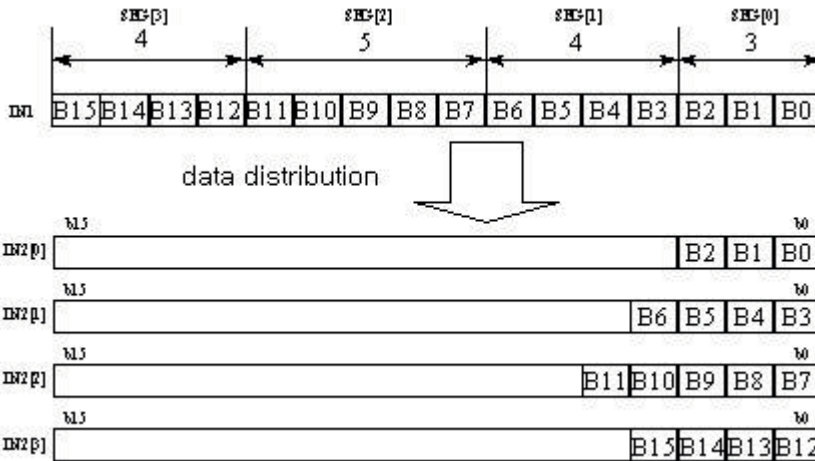 SEG[3] SEG[2] SEG[1] SEG[0]
4 5 4 3
IN1 B15 B14 B13 B12 B11 B10 B9 B8 B7 B6 B5 B4 B3 B2 B1 B0
data distribution
b15 b0
IN2[0] B2 B1 B0
b15 b0
IN2[1] B6 B5 B4 B3
b15 b0
IN2[2] B11 B10 B9 B8 B7
b15 b0
IN2[3] B15 B14 B13 B12